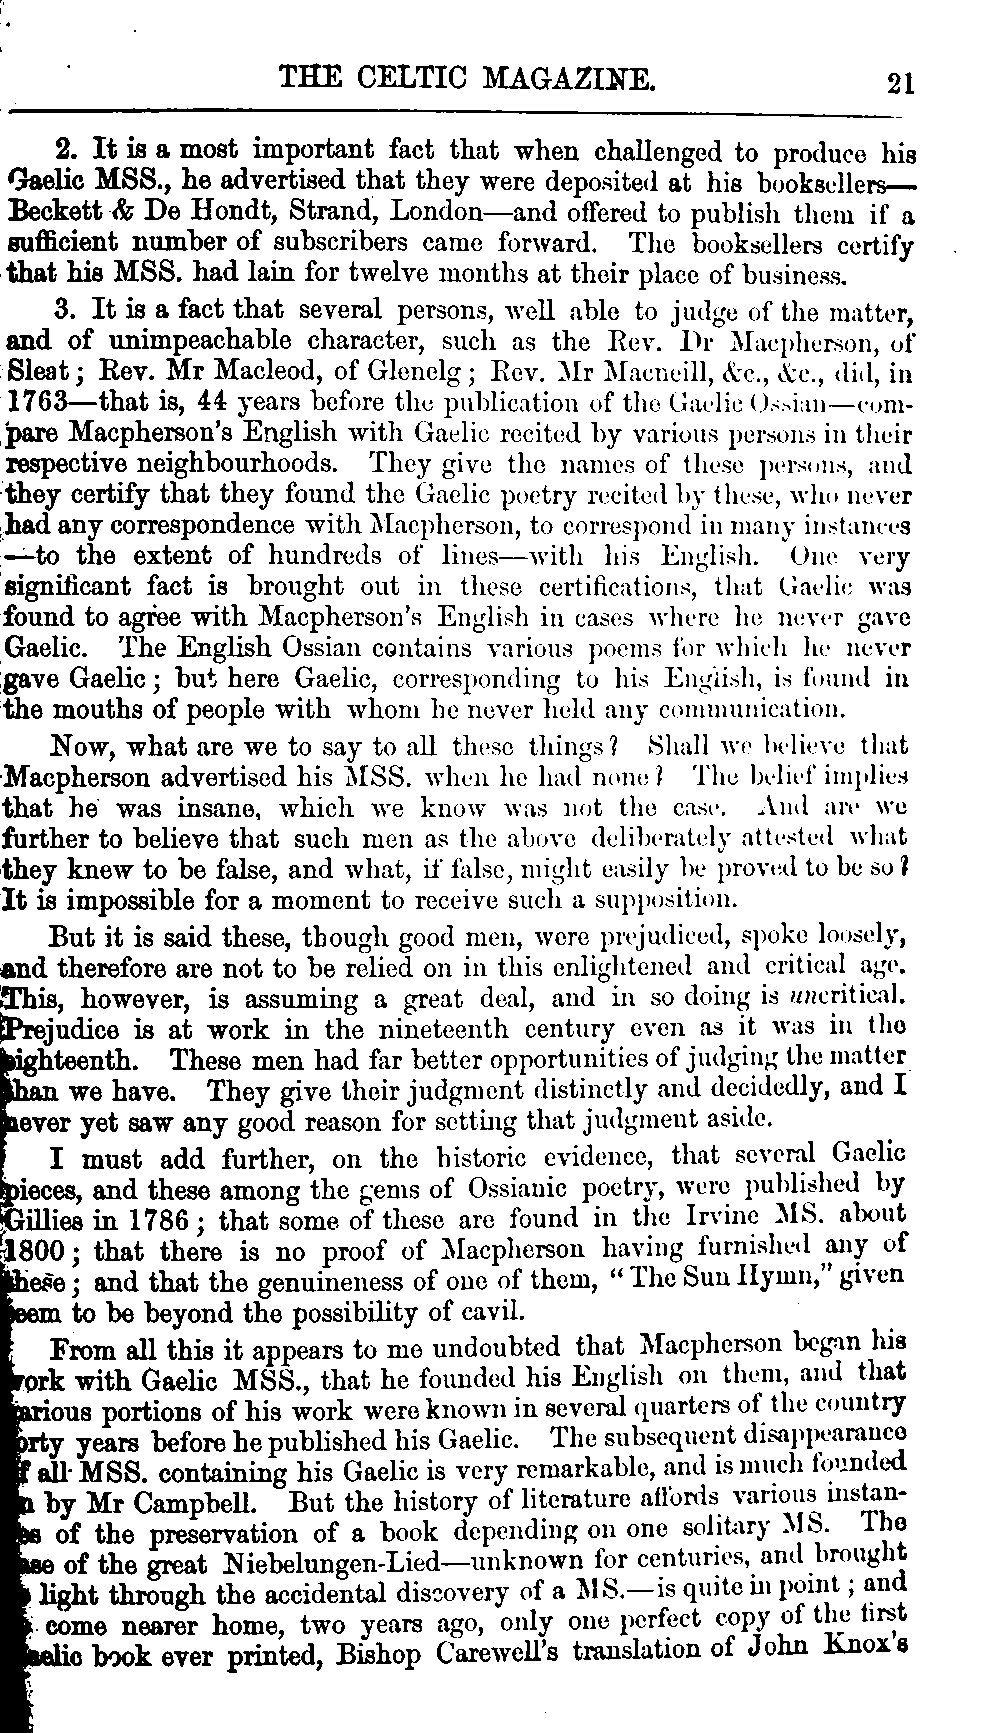 THE CELTIC MAGAZINE. 21
2. It is a most important fact that when challenged to produce his
Gaelic MSS., he advertised that they were deposited at his booksellers—
Beckett & De Hondt, Strand, London—and offered to publish them if a
sufficient number of subscribers came forward. The booksellers certify
that his MSS. had lain for twelve months at their place of business.
3. It is a fact that several persons, well able to judge of the matter,
and of unimpeachable character, such as the Rev. Dr Macpherson, of
Sleat; Rev. Mr Macleod, of Glenelg; Rev. Mr Macneill, &c., &c., did, in
1763—that is, 44 years before the publication of the Gaelic Ossian—com-
pare Macpherson's English with Gaelic recited by various persons in their
respective neighbourhoods. They give the names of these persons, and
they certify that they found the Gaelic poetry recited by these, who never
had any correspondence with Macpherson, to correspond in many instances
—to the extent of hundreds of lines—with his English. One very
significant fact is brought out in these certifications, that Gaelic was
found to agree with Macpherson's English in cases where he never gave
Gaelic. The English Ossian contains various poems for which he never
gave Gaelic; but here Gaelic, corresponding to his English, is found in
the mouths of people with whom he never held any communication.
Now, what are we to say to all these things? Shall we believe that
Macpherson advertised his MSS. when he had none? The belief implies
that he was insane, which we know was not the case. And are we
further to believe that such men as the above deliberately attested what
they knew to be false, and what, if false, might easily be proved to be so?
It is impossible for a moment to receive such a supposition.
But it is said these, though good men, were prejudiced, spoke loosely,
and therefore are not to be relied on in this enlightened and critical age.
This, however, is assuming a great deal, and in so doing is uncritical.
Prejudice is at work in the nineteenth century even as it was in the
eighteenth. These men had far better opportunities of judging the matter
than we have. They give their judgment distinctly and decidedly, and I
never yet saw any good reason for setting that judgment aside.
I must add further, on the historic evidence, that several Gaelic
pieces, and these among the gems of Ossianic poetry, were published by
Gillies in 1786; that some of these are found in the Irvine MS. about
1800; that there is no proof of Macpherson having furnished any of
these; and that the genuineness of one of them, "The Sun Hymn," given
seem to be beyond the possibility of cavil.
From all this it appears to me undoubted that Macpherson began his
work with Gaelic MSS., that he founded his English on them, and that
various portions of his work were known in several quarters of the country
forty years before he published his Gaelic. The subsequent disappearance
of all MSS. containing his Gaelic is very remarkable, and is much founded
on by Mr Campbell. But the history of literature affords various instan-
ces of the preservation of a book depending on one solitary MS. The
case of the great Niebelungen-Lied—unknown for centuries, and brought
light through the accidental discovery of a MS.—is quite in point; and
come nearer home, two years ago, only one perfect copy of the first
Gaelic book ever printed, Bishop Carewell's translation of John Knox's